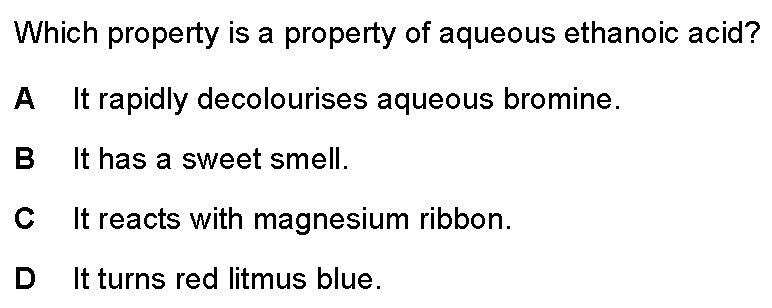 Which property is a property of aqueous ethanoic acid?
A It rapidly decolourises aqueous bromine.
B It has a sweet smell.
C It reacts with magnesium ribbon.
D It turns red litmus blue.